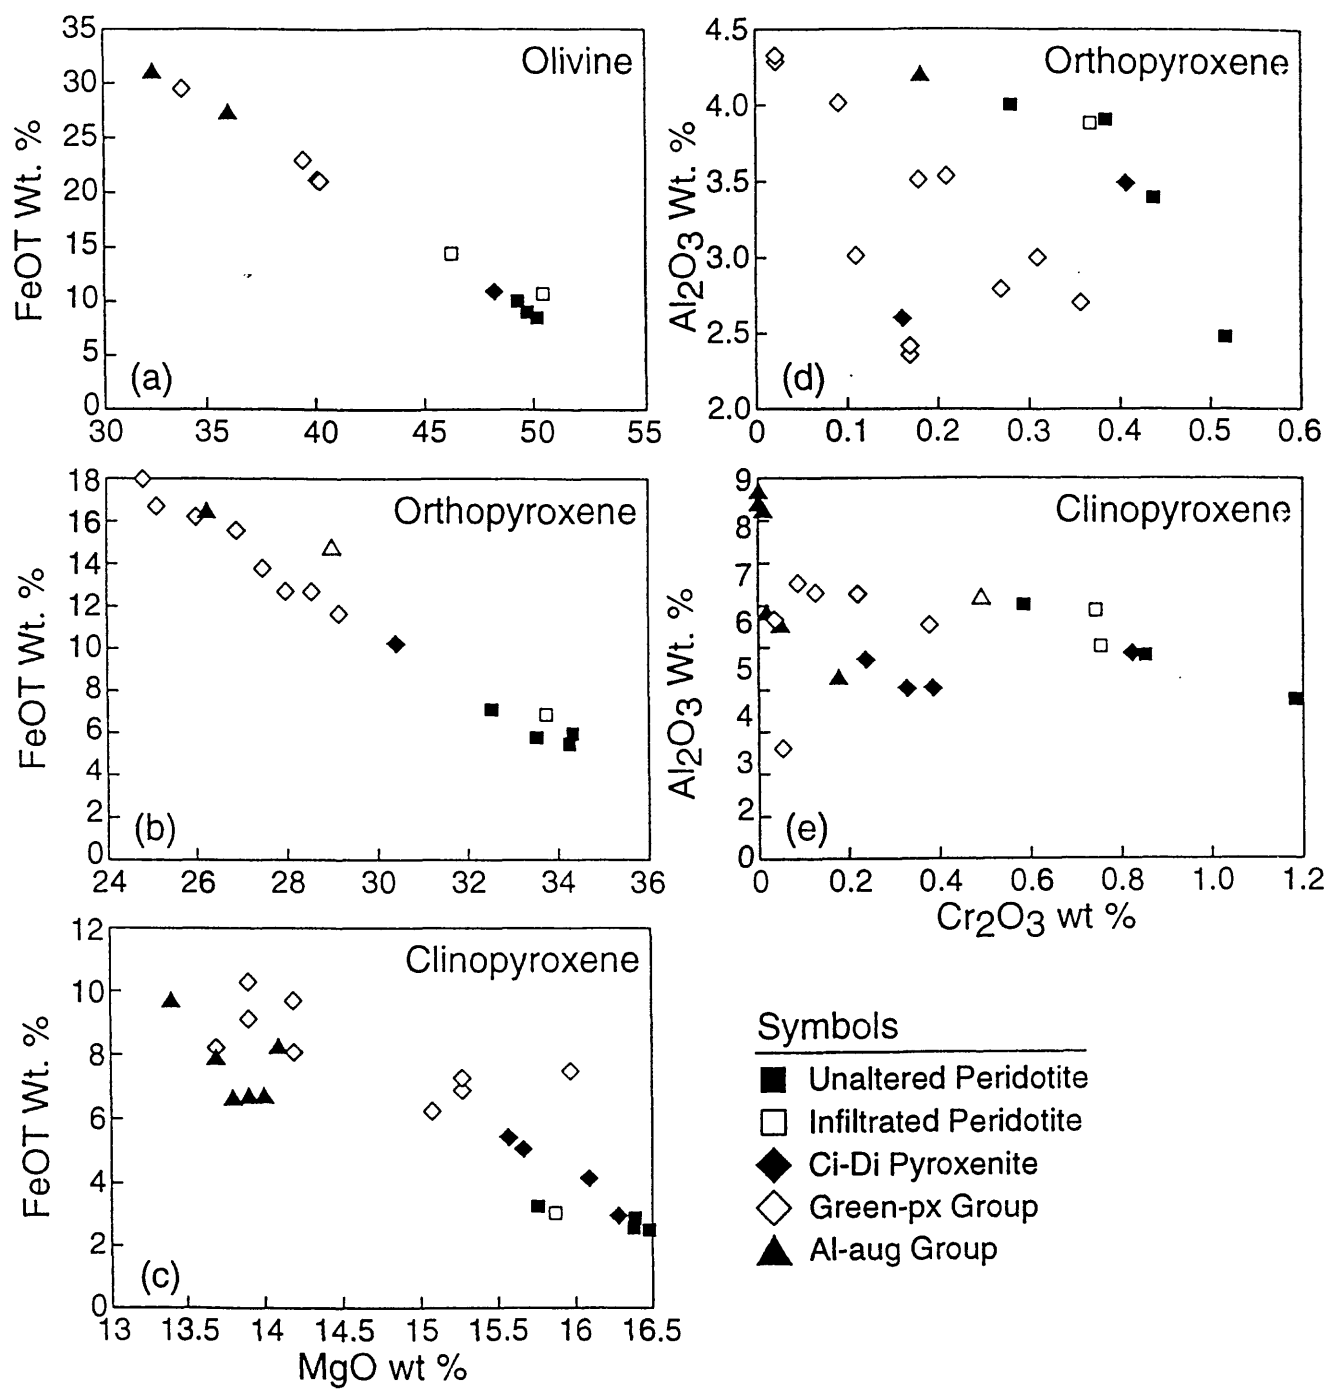 35
30
25
20
15
10
5
0
FeOT Wt. %
Olivine
(a)
30 35 40 45 50 55
18
16
14
12
10
8
6
4
2
0
FeOT Wt. %
Orthopyroxene
(b)
24 26 28 30 32 34 36
12
10
8
6
4
2
0
FeOT Wt. %
Clinopyroxene
(c)
13 13.5 14 14.5 15 15.5 16 16.5
MgO wt %
4.5
4.0
3.5
3.0
2.5
2.0
Al2O3 Wt. %
Orthopyroxene
(d)
0 0.1 0.2 0.3 0.4 0.5 0.6
9
8
7
6
5
4
3
2
0
Al2O3 Wt. %
Clinopyroxene
(e)
0 0.2 0.4 0.6 0.8 1.0 1.2
Cr2O3 wt %
Symbols
Unaltered Peridotite
Infiltrated Peridotite
Ci-Di Pyroxenite
Green-px Group
Al-aug Group